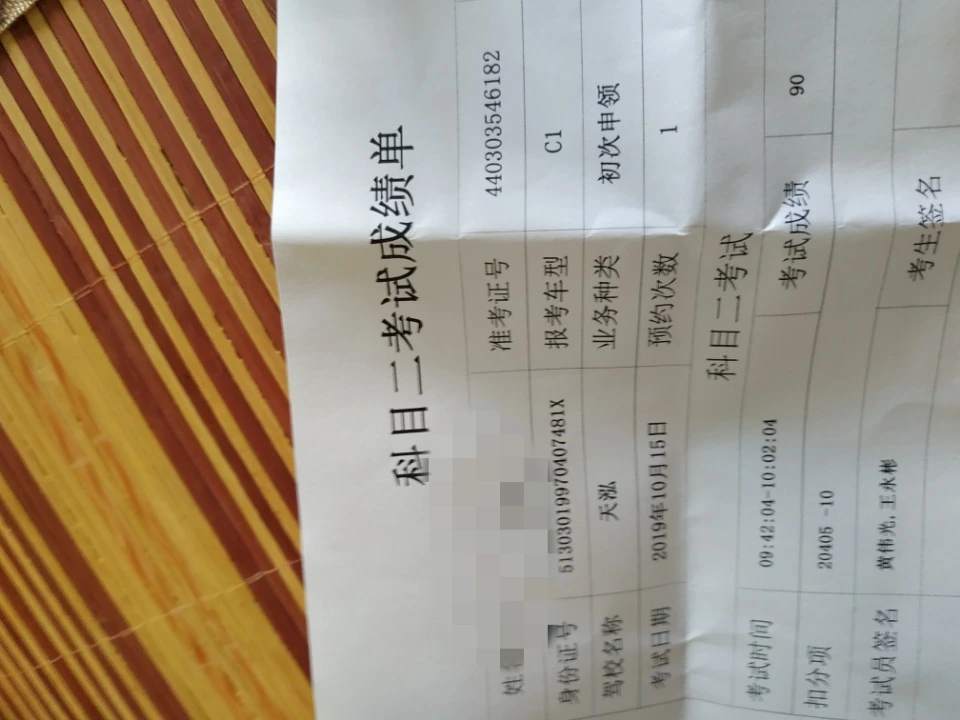 科目二考试成绩单
姓 准考证号 440303546182
身份证号 51303019970407481X 报考车型 C1
驾校名称 天泓 业务种类 初次申领
考试日期 2019年10月15日 预约次数 1
科目二考试
考试时间 09:42:04-10:02:04 考试成绩 90
扣分项 20405 -10
考试员签名 黄伟光,王永彬 考生签名